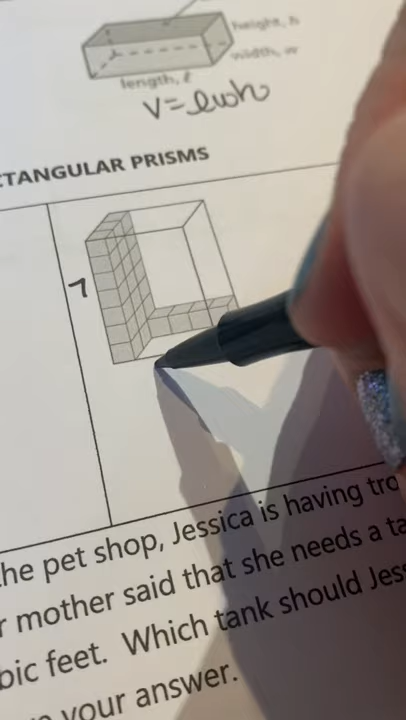 height, h
width, w
length, ℓ
V=lwh
CTANGULAR PRISMS
7
the pet shop, Jessica is having tro
r mother said that she needs a ta
bic feet. Which tank should Jess
your answer.